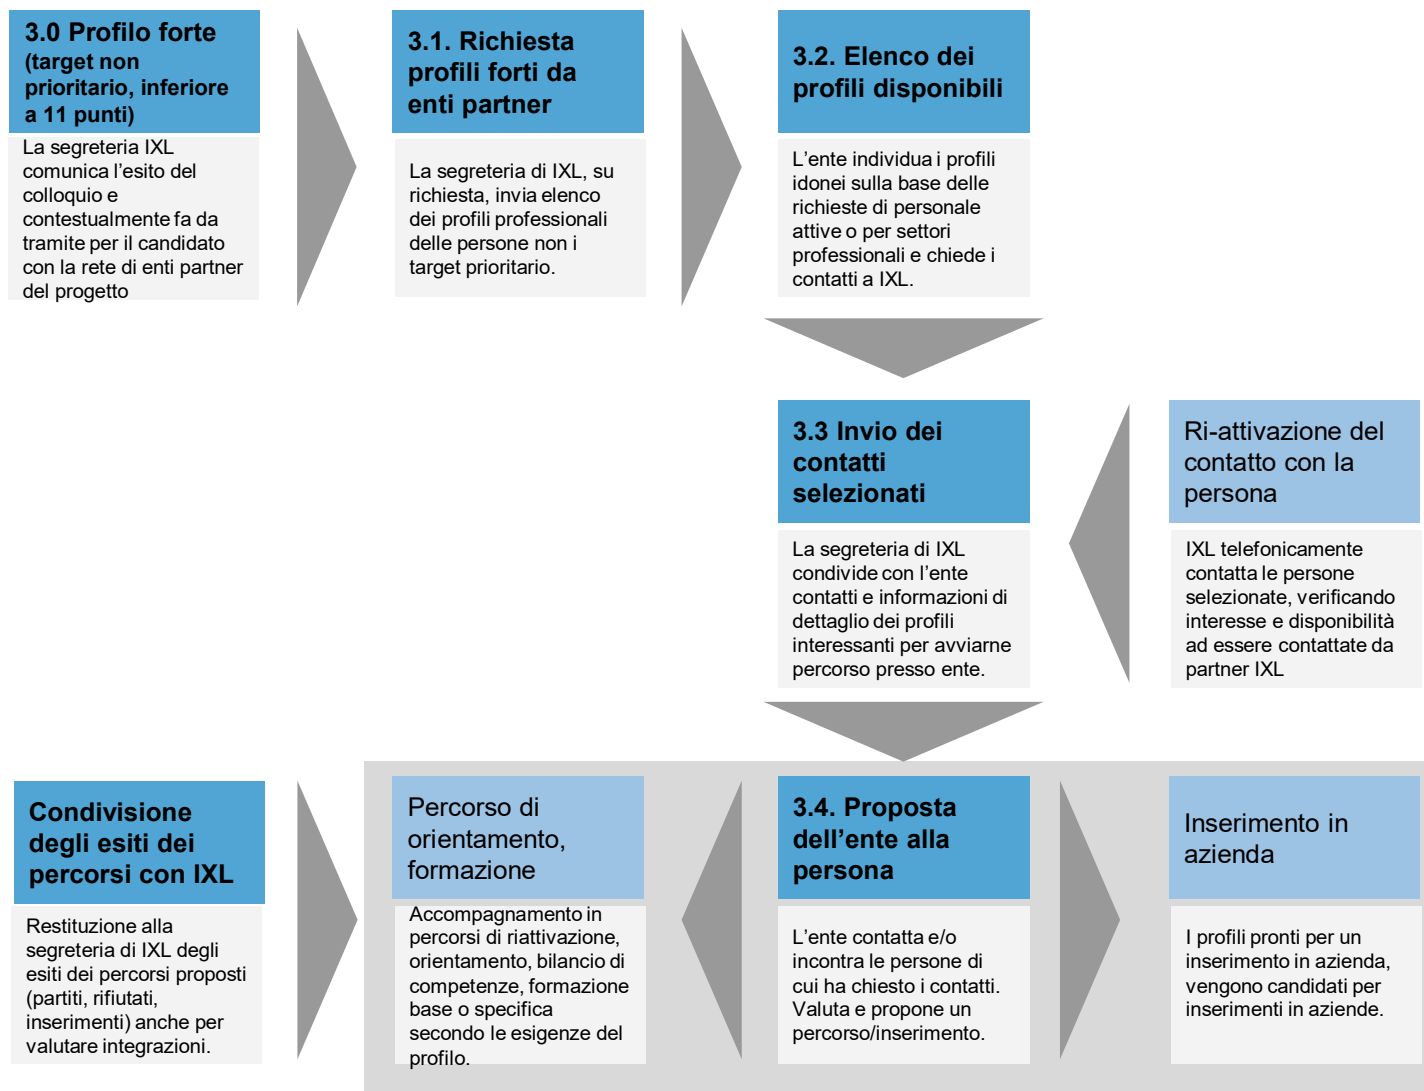 3.0 Profilo forte
(target non
prioritario, inferiore
a 11 punti)
La segreteria IXL
comunica l’esito del
colloquio e
contestualmente fa da
tramite per il candidato
con la rete di enti partner
del progetto
3.1. Richiesta
profili forti da
enti partner
La segreteria di IXL, su
richiesta, invia elenco
dei profili professionali
delle persone non i
target prioritario.
3.2. Elenco dei
profili disponibili
L’ente individua i profili
idonei sulla base delle
richieste di personale
attive o per settori
professionali e chiede i
contatti a IXL.
3.3 Invio dei
contatti
selezionati
La segreteria di IXL
condivide con l’ente
contatti e informazioni di
dettaglio dei profili
interessanti per avviarne
percorso presso ente.
Ri-attivazione del
contatto con la
persona
IXL telefonicamente
contatta le persone
selezionate, verificando
interesse e disponibilità
ad essere contattate da
partner IXL
Condivisione
degli esiti dei
percorsi con IXL
Restituzione alla
segreteria di IXL degli
esiti dei percorsi proposti
(partiti, rifiutati,
inserimenti) anche per
valutare integrazioni.
Percorso di
orientamento,
formazione
Accompagnamento in
percorsi di riattivazione,
orientamento, bilancio di
competenze, formazione
base o specifica
secondo le esigenze del
profilo.
3.4. Proposta
dell’ente alla
persona
L’ente contatta e/o
incontra le persone di
cui ha chiesto i contatti.
Valuta e propone un
percorso/inserimento.
Inserimento in
azienda
I profili pronti per un
inserimento in azienda,
vengono candidati per
inserimenti in aziende.